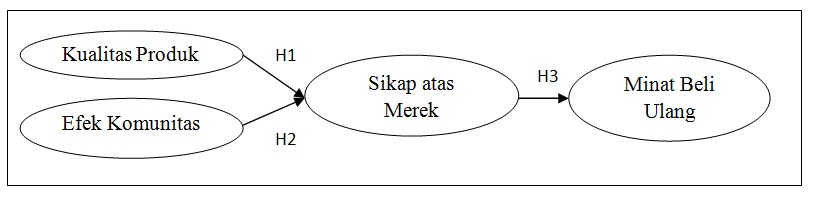 Kualitas Produk
H1
Efek Komunitas
H2
Sikap atas
Merek
H3
Minat Beli
Ulang